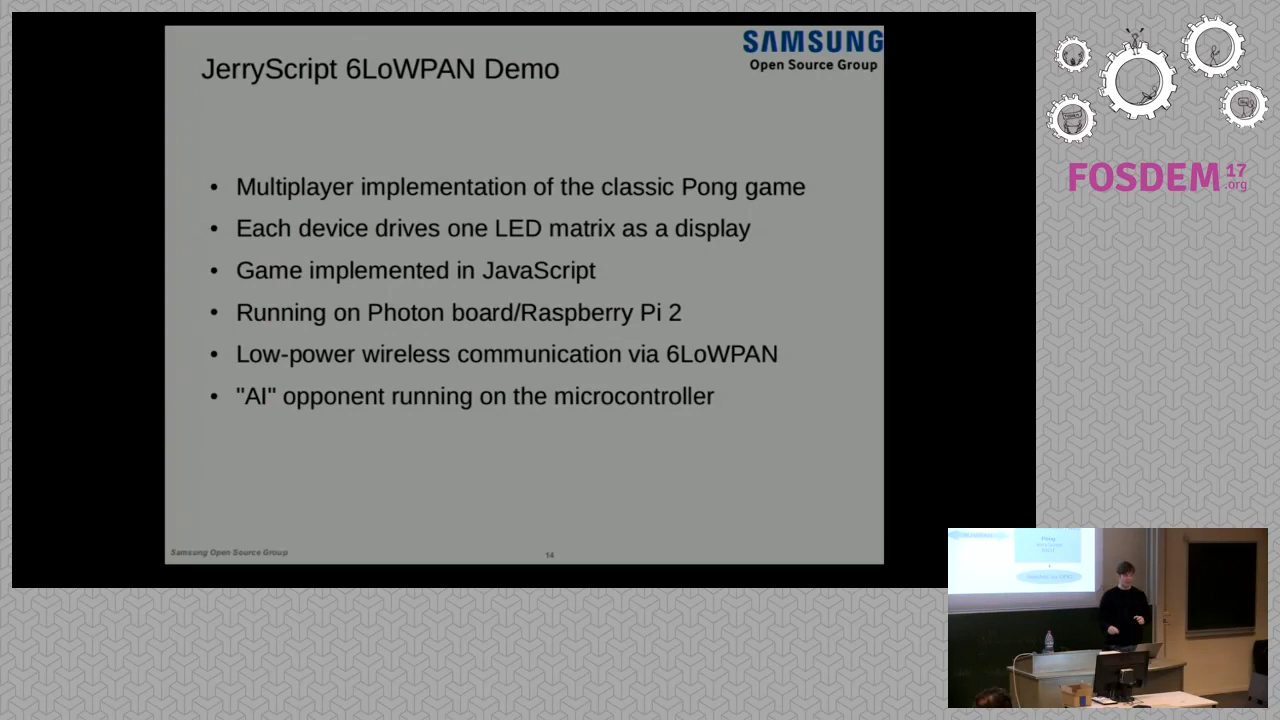 JerryScript 6LoWPAN Demo
SAMSUNG
Open Source Group
• Multiplayer implementation of the classic Pong game
• Each device drives one LED matrix as a display
• Game implemented in JavaScript
• Running on Photon board/Raspberry Pi 2
• Low-power wireless communication via 6LoWPAN
• "AI" opponent running on the microcontroller
Samsung Open Source Group
14
FOSDEM 17
.org
Pong